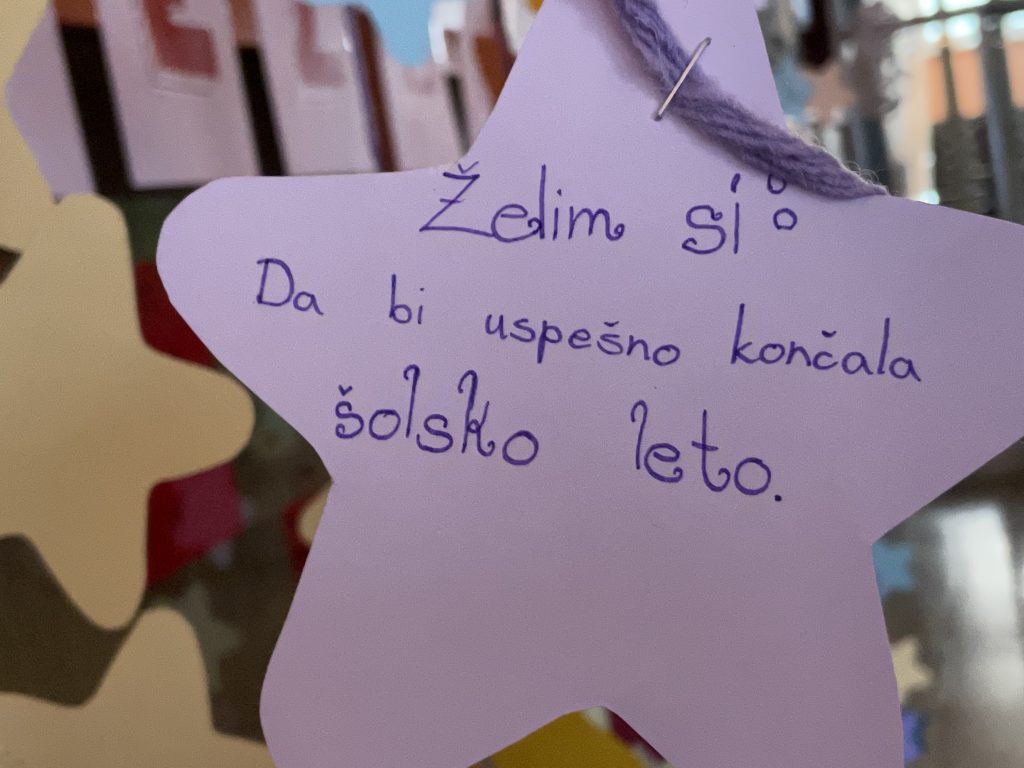 Želim si:
Da bi uspešno končala
šolsko leto.